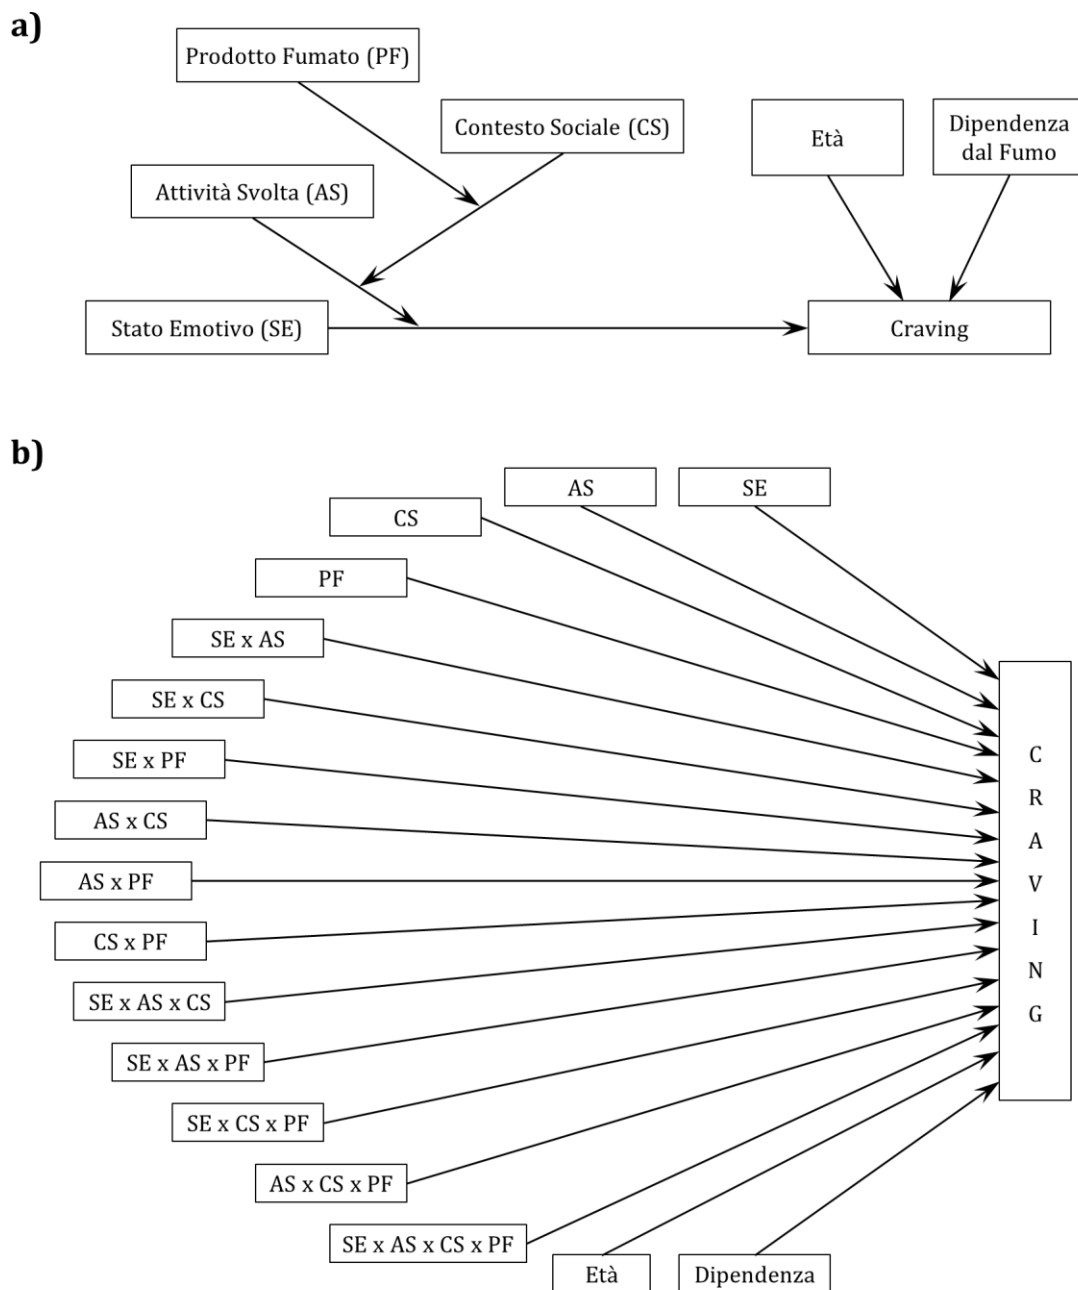 a)
Prodotto Fumato (PF)
Contesto Sociale (CS)
Età
Dipendenza
dal Fumo
Attività Svolta (AS)
Stato Emotivo (SE)
Craving
b)
AS
SE
CS
PF
SE x AS
SE x CS
SE x PF
AS x CS
AS x PF
CS x PF
SE x AS x CS
SE x AS x PF
SE x CS x PF
AS x CS x PF
SE x AS x CS x PF
Età
Dipendenza
C
R
A
V
I
N
G